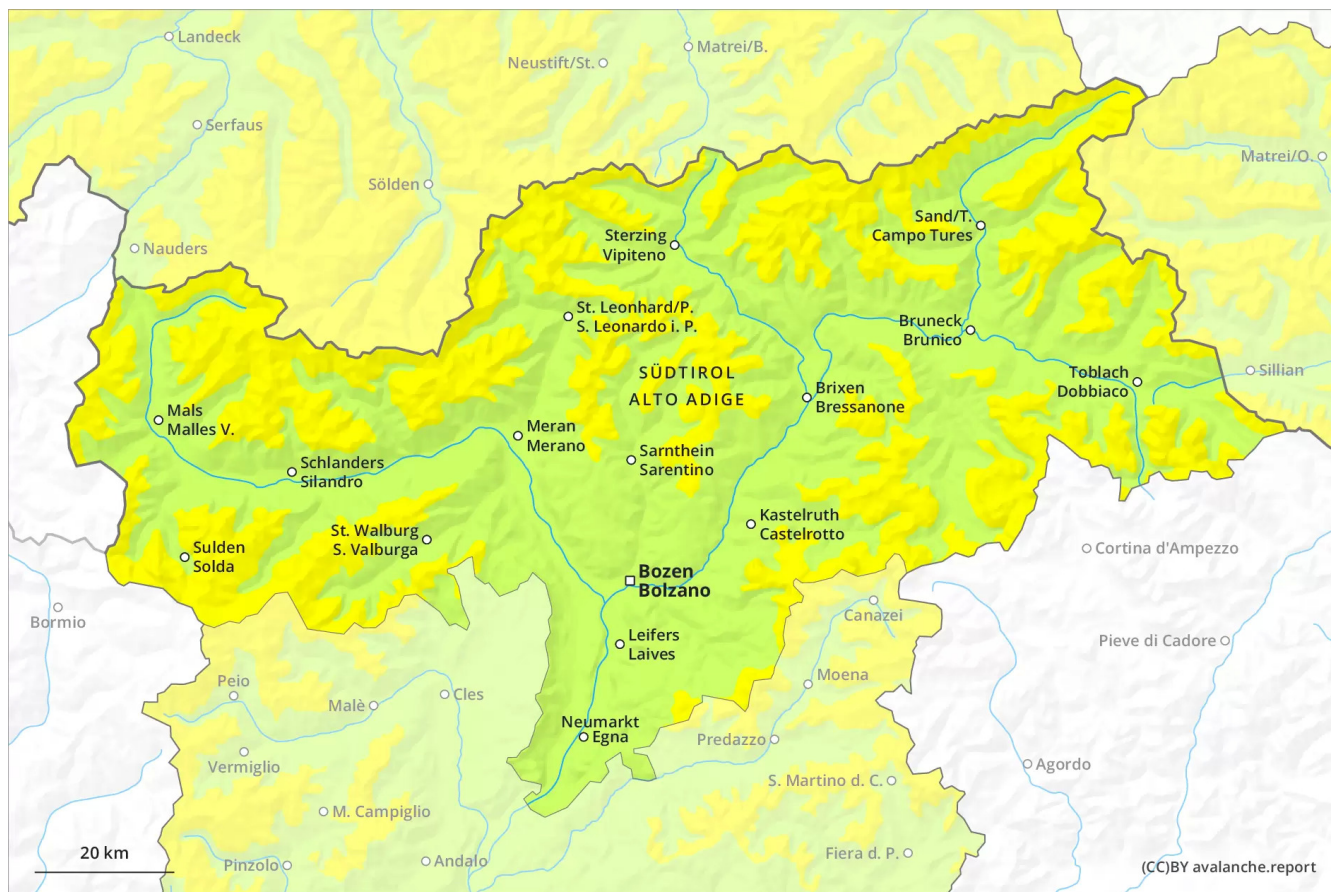 Landeck
Matrei/B.
Neustift/St.
Serfaus
Matrei/O.
Sölden
Sand/T.
Campo Tures
Sterzing
Vipiteno
Nauders
St. Leonhard/P.
S. Leonardo i. P.
Bruneck
Brunico
SÜDTIROL
ALTO ADIGE
Toblach
Dobbiaco
Sillian
Brixen
Bressanone
Mals
Malles V.
Meran
Merano
Sarnthein
Sarentino
Schlanders
Silandro
Kastelruth
Castelrotto
St. Walburg
S. Valburga
Sulden
Solda
Cortina d'Ampezzo
Bozen
Bolzano
Bormio
Canazei
Leifers
Laives
Pieve di Cadore
Peio
Moena
Malè
Cles
Neumarkt
Egna
Predazzo
Vermiglio
Agordo
S. Martino d. C.
M. Campiglio
20 km
Pinzolo
Andalo
Fiera d. P.
(CC)BY avalanche.report